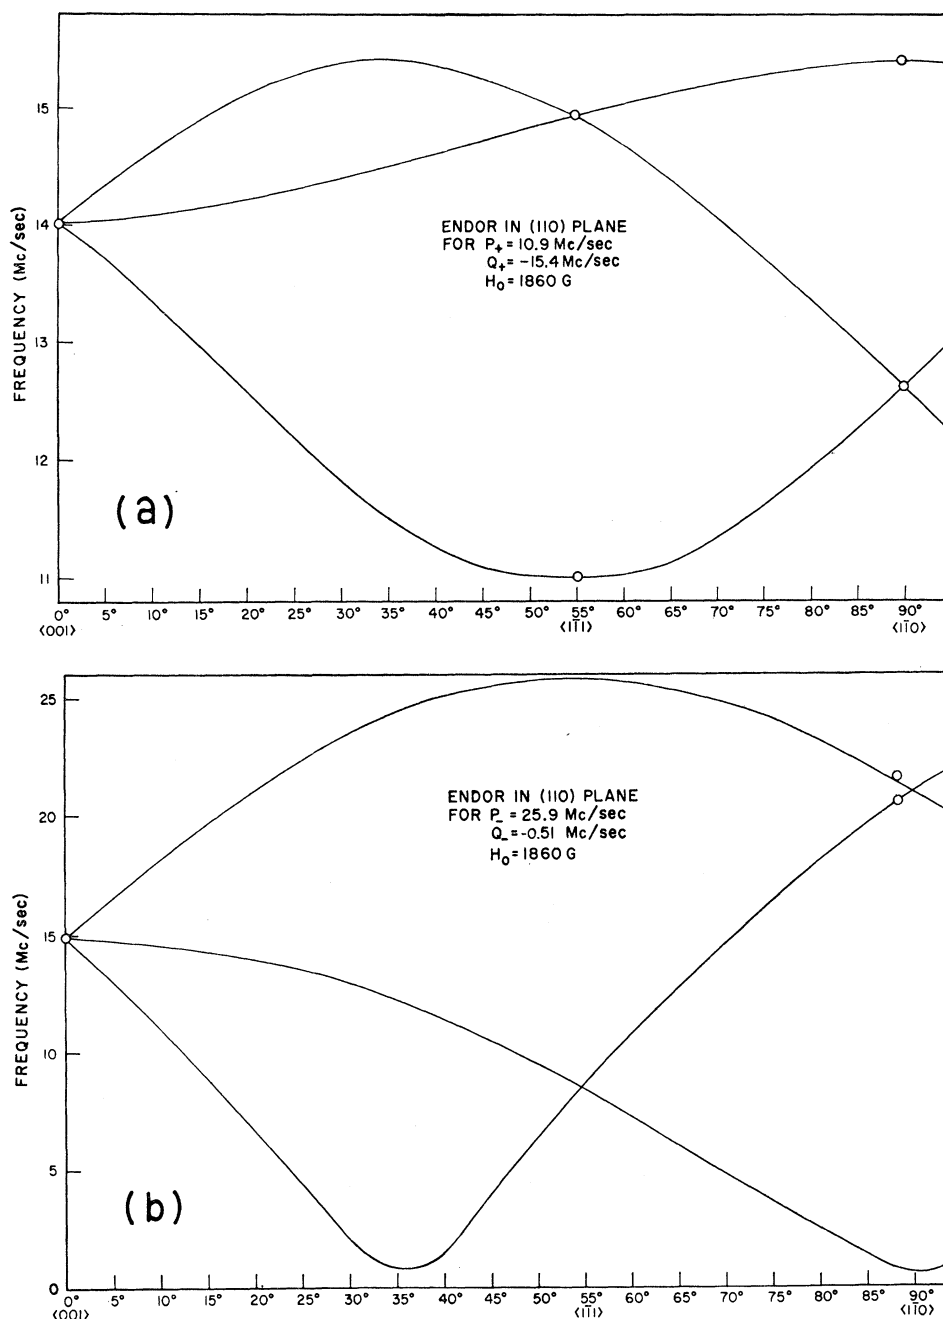 15
14
13
12
11
FREQUENCY (Mc/sec)
ENDOR IN (110) PLANE
FOR P₊ = 10.9 Mc/sec
Q₊ = -15.4 Mc/sec
H₀ = 1860 G
(a)
0° 5° 10° 15° 20° 25° 30° 35° 40° 45° 50° 55° 60° 65° 70° 75° 80° 85° 90°
⟨001⟩ ⟨11̄1⟩ ⟨11̄0⟩
25
20
15
10
5
0
FREQUENCY (Mc/sec)
ENDOR IN (110) PLANE
FOR P₋ = 25.9 Mc/sec
Q₋ = -0.51 Mc/sec
H₀ = 1860 G
(b)
0° 5° 10° 15° 20° 25° 30° 35° 40° 45° 50° 55° 60° 65° 70° 75° 80° 85° 90°
⟨001⟩ ⟨11̄1⟩ ⟨11̄0⟩